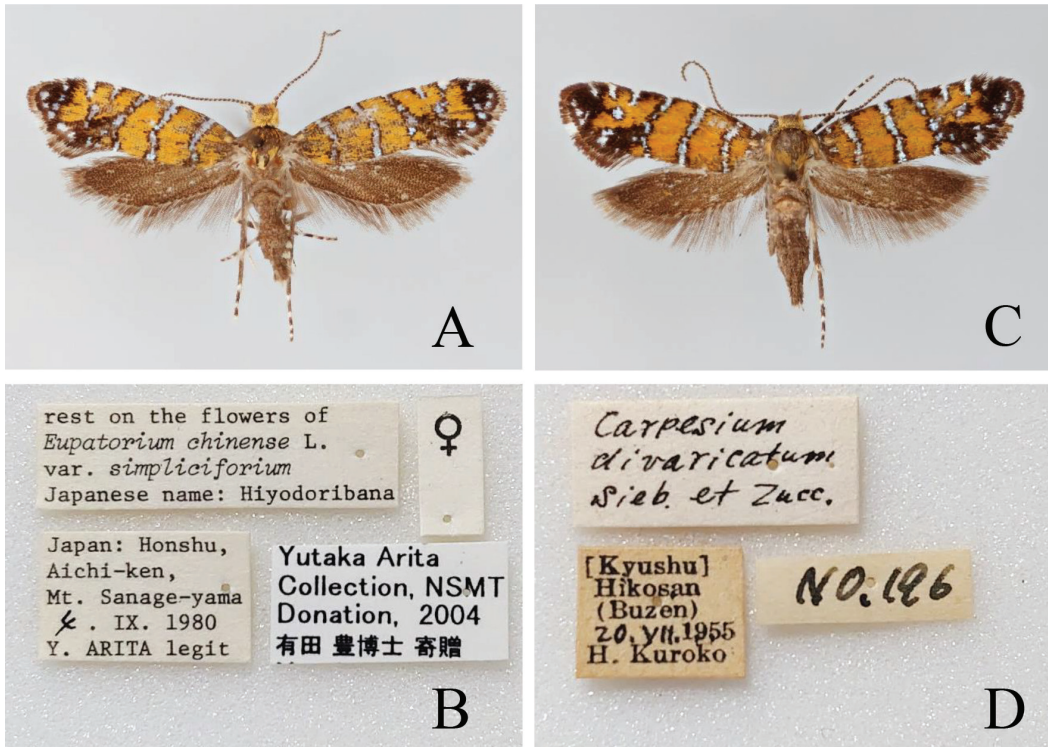 A
C
rest on the flowers of
Eupatorium chinense L.
var. simpliciforium
Japanese name: Hiyodoribana
♀
Japan: Honshu,
Aichi-ken,
Mt. Sanage-yama
. IX. 1980
Y. ARITA legit
Yutaka Arita
Collection, NSMT
Donation, 2004
有田 豊博士 寄贈
B
Carpesium
divaricatum
Sieb. et Zucc.
[Kyushu]
Hikosan
(Buzen)
20.VII.1955
H. Kuroko
NO.196
D